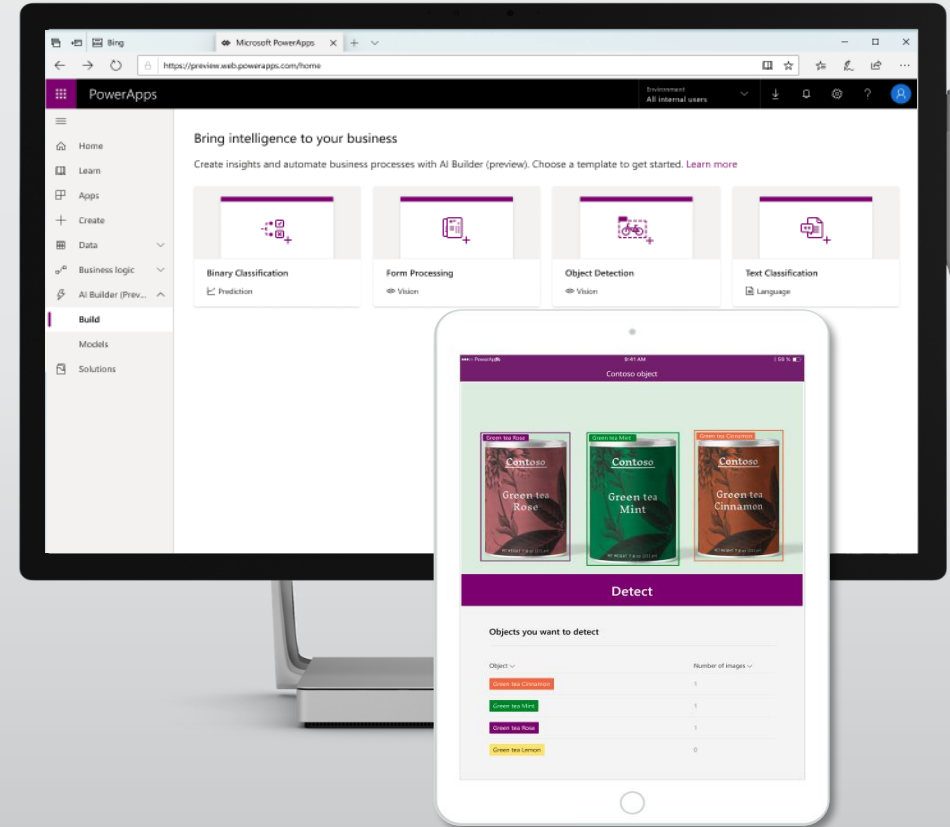 Bing
Microsoft PowerApps
https://preview.web.powerapps.com/home
PowerApps
Environment
All internal users
Home
Learn
Apps
Create
Data
Business logic
AI Builder (Prev...
Build
Models
Solutions
Bring intelligence to your business
Create insights and automate business processes with AI Builder (preview). Choose a template to get started. Learn more
Binary Classification
Prediction
Form Processing
Vision
Object Detection
Vision
Text Classification
Language
PowerApps 9:41 AM 50 %
Contoso object
Green tea Rose
Contoso
Green tea
Rose
Green tea Mint
Contoso
Green tea
Mint
Green tea Cinnamon
Contoso
Green tea
Cinnamon
Detect
Objects you want to detect
Object Number of images
Green tea Cinnamon 1
Green tea Mint 1
Green tea Rose 1
Green tea Lemon 0